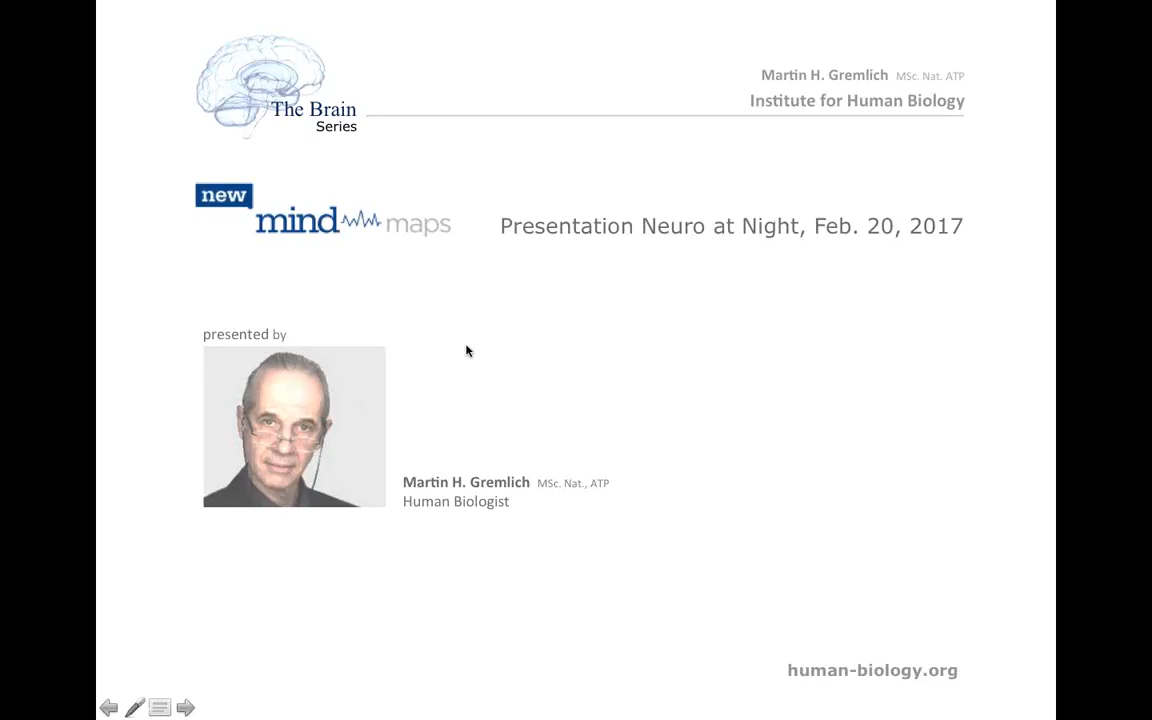 The Brain
Series
Martin H. Gremlich MSc. Nat. ATP
Institute for Human Biology
new
mind maps
Presentation Neuro at Night, Feb. 20, 2017
presented by
Martin H. Gremlich MSc. Nat., ATP
Human Biologist
human-biology.org